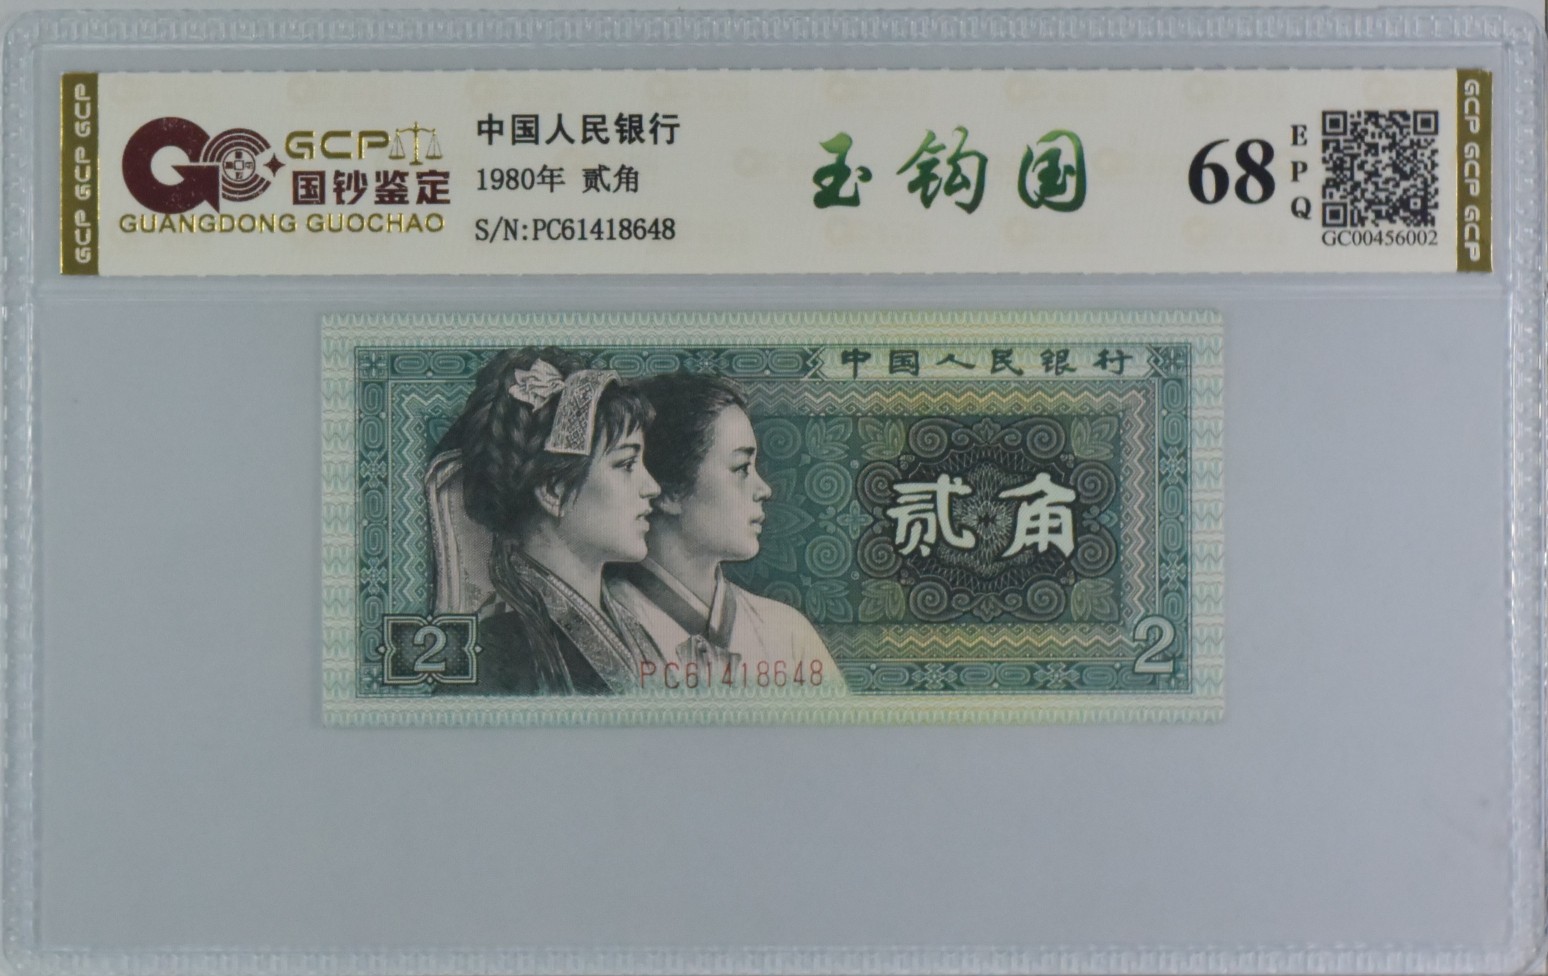 GCP GCP GCP
GCP
国钞鉴定
GUANGDONG GUOCHAO
中国人民银行
1980年 贰角
S/N:PC61418648
玉钩国
68
E
P
Q
GC00456002
GCP GCP GCP
中国人民银行
贰角
2
2
PC61418648